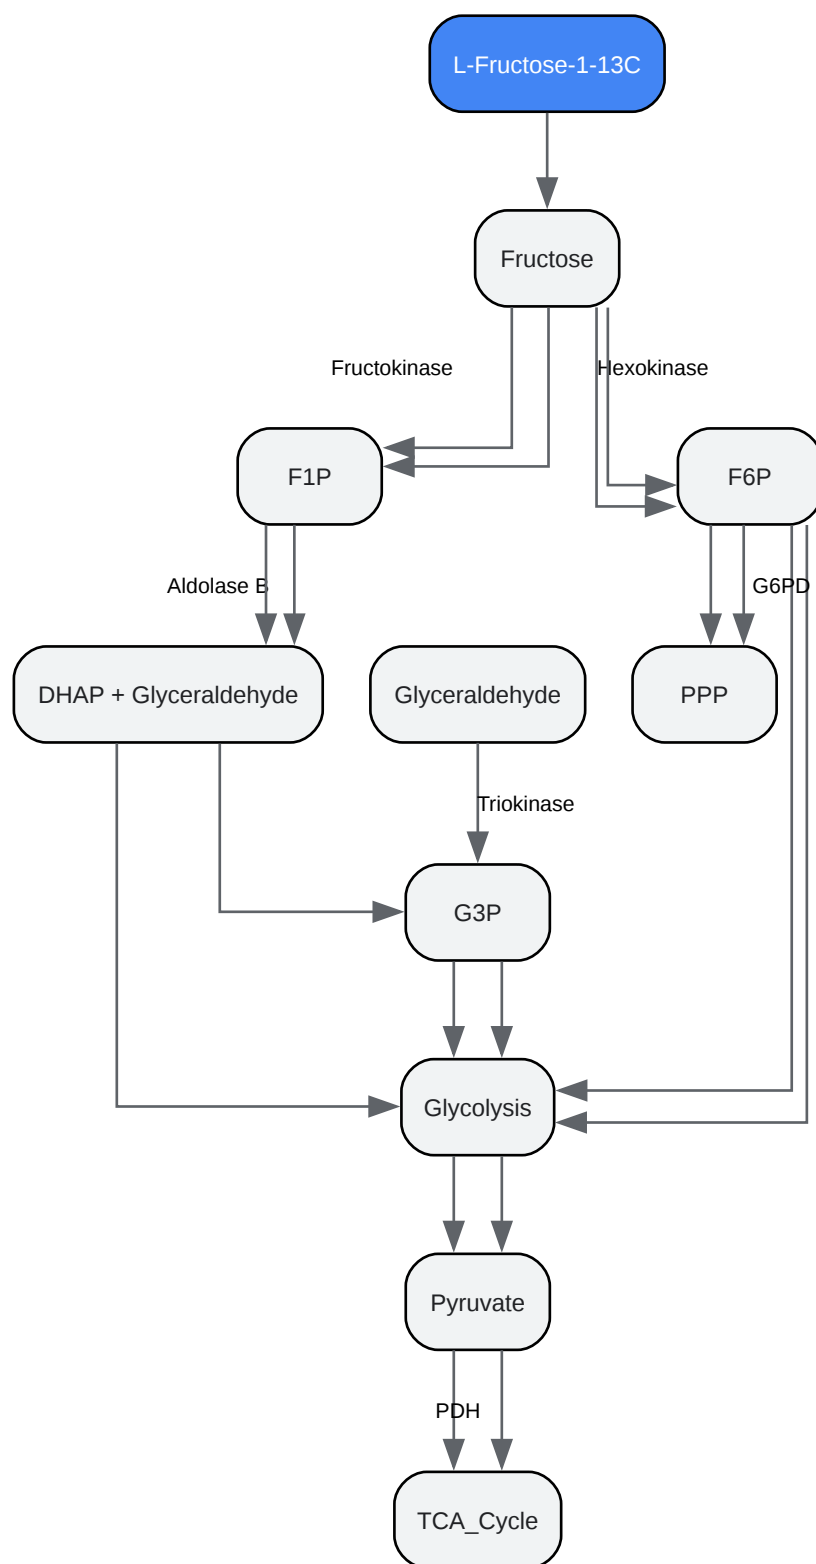 L-Fructose-1-13C
Fructose
Fructokinase
Hexokinase
F1P
F6P
Aldolase B
G6PD
DHAP + Glyceraldehyde
Glyceraldehyde
PPP
Triokinase
G3P
Glycolysis
Pyruvate
PDH
TCA_Cycle